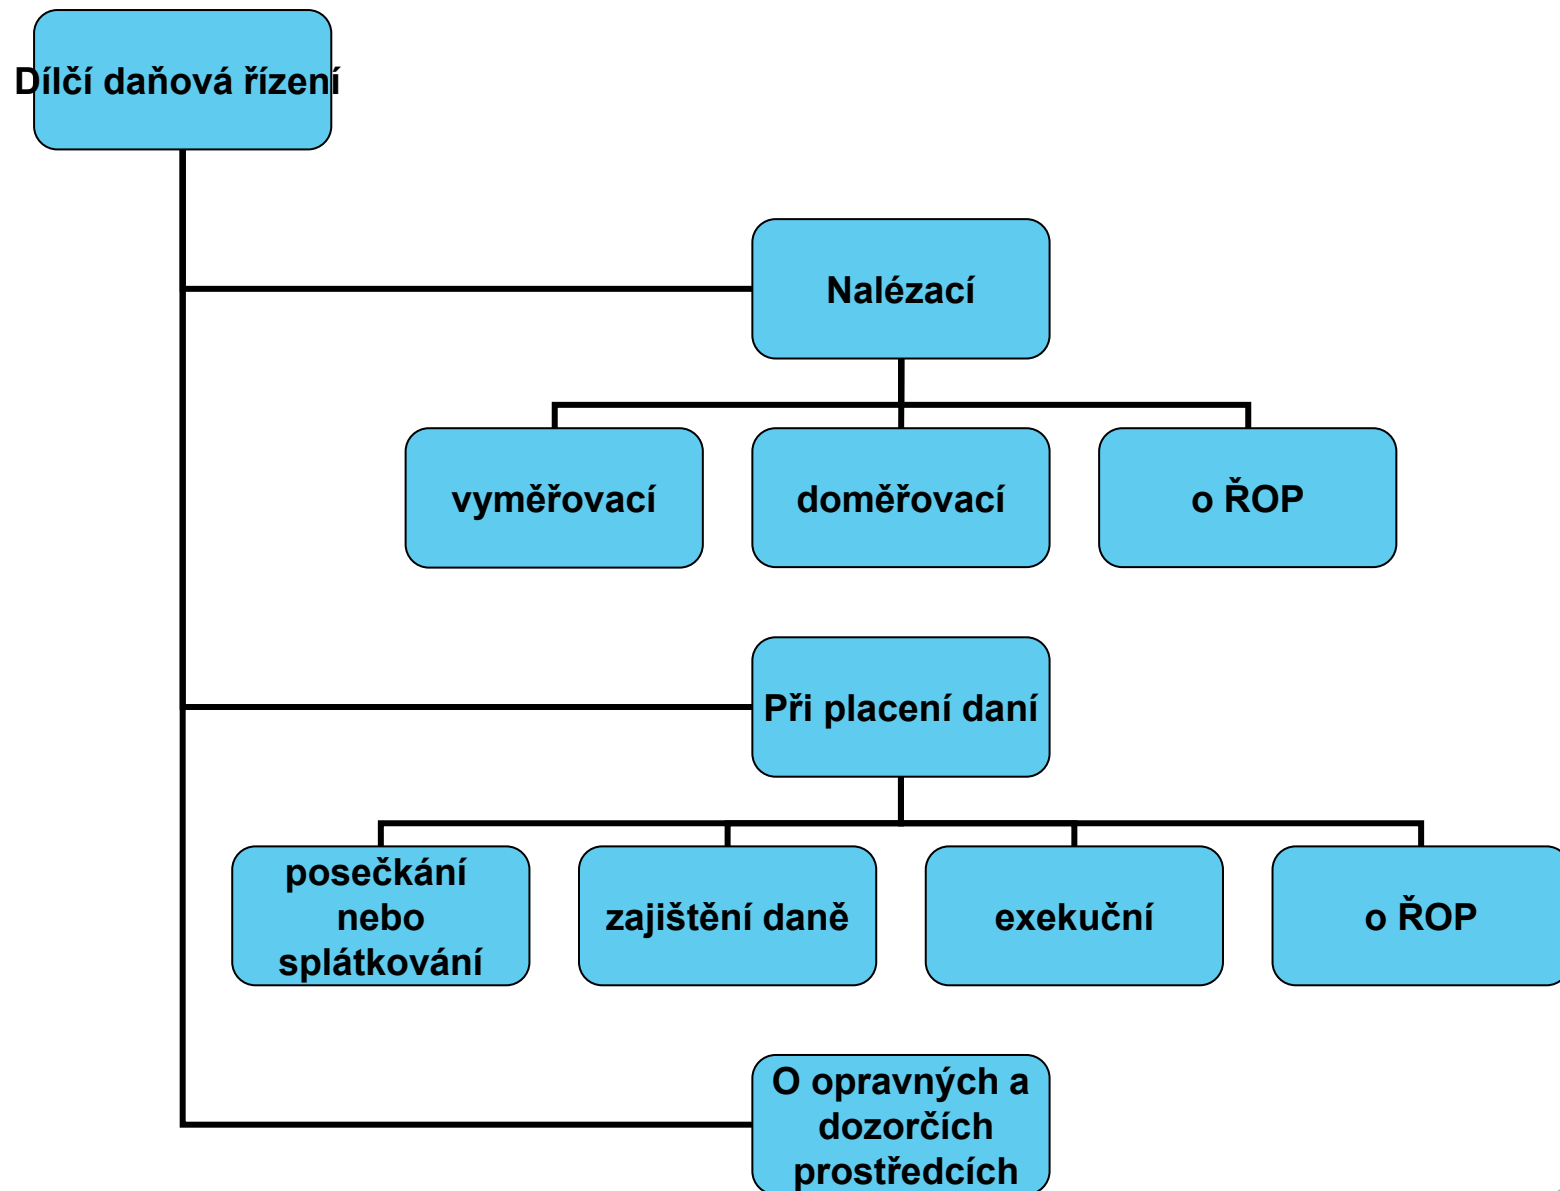 Dílčí daňová řízení
Nalézací
vyměřovací
doměřovací
o ŘOP
Při placení daní
posečkání
nebo
splátkování
zajištění daně
exekuční
o ŘOP
O opravných a
dozorčích
prostředcích